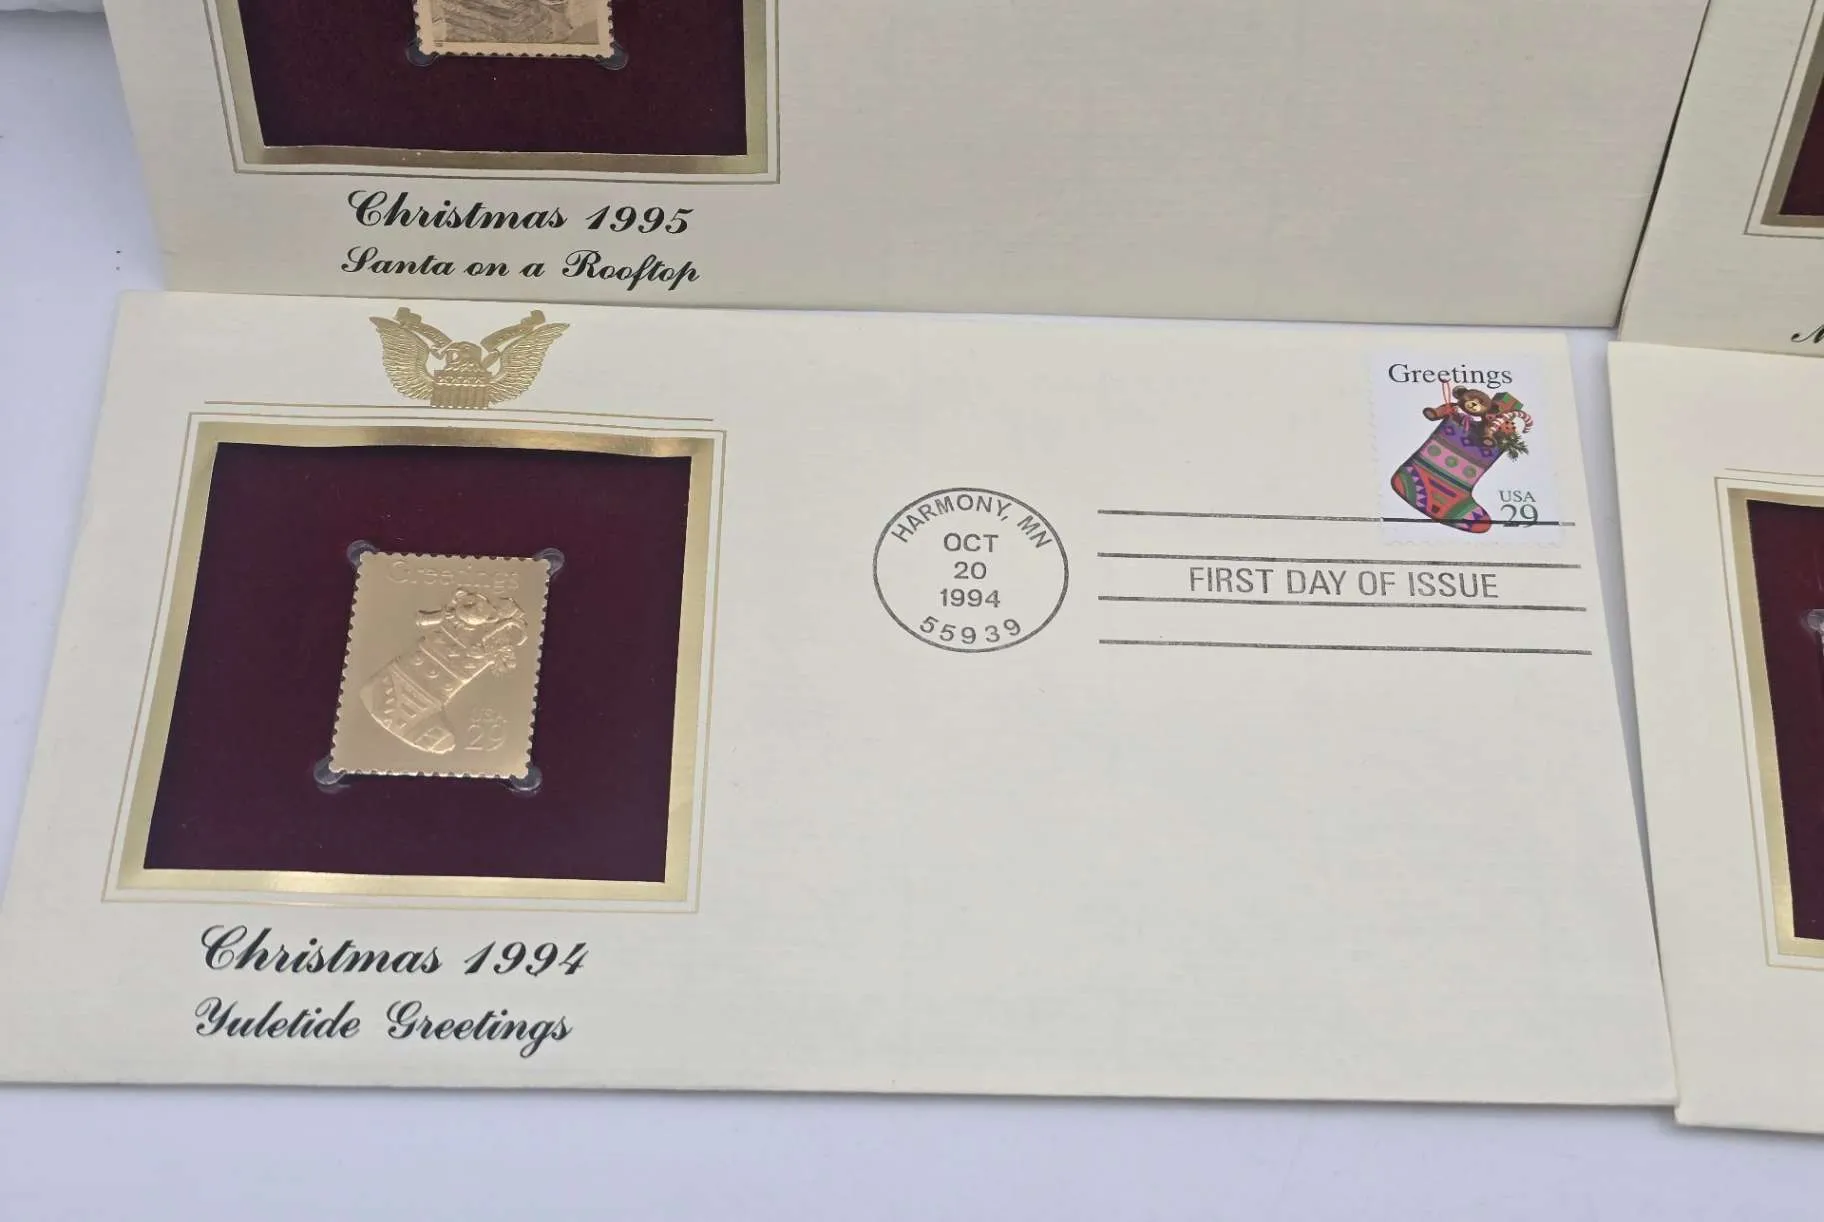 Christmas 1995
Santa on a Rooftop
Greetings
USA
29
HARMONY, MN
OCT
20
1994
55939
FIRST DAY OF ISSUE
Greetings
USA
29
Christmas 1994
Yuletide Greetings